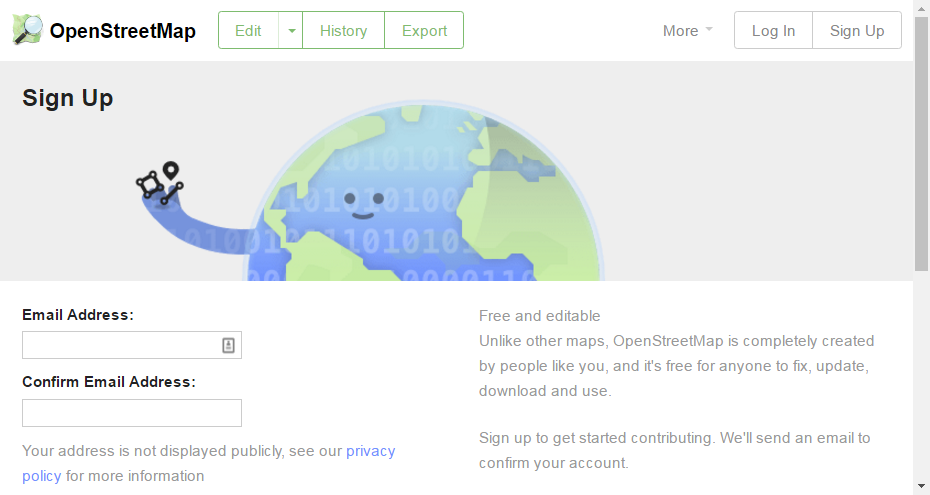 OpenStreetMap Edit History Export More Log In Sign Up
Sign Up
Email Address:
Confirm Email Address:
Your address is not displayed publicly, see our privacy
policy for more information
Free and editable
Unlike other maps, OpenStreetMap is completely created
by people like you, and it's free for anyone to fix, update,
download and use.
Sign up to get started contributing. We'll send an email to
confirm your account.